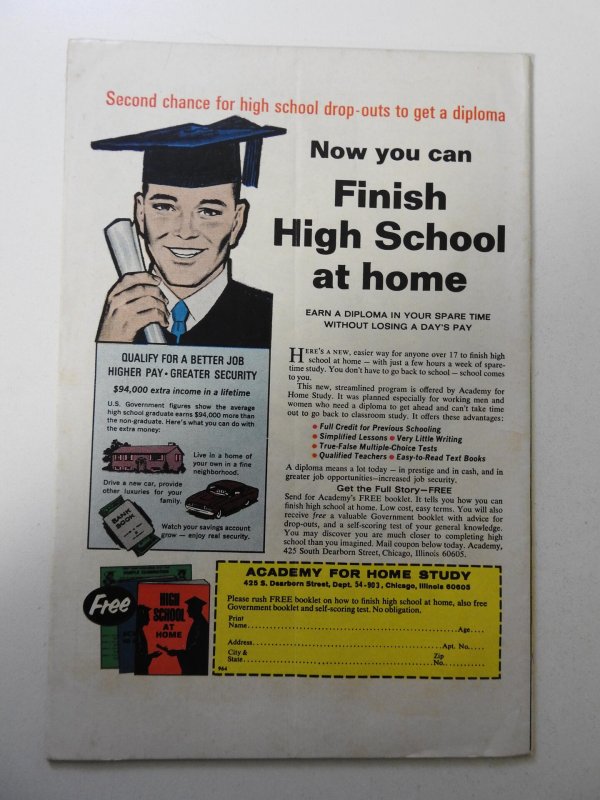 Second chance for high school drop-outs to get a diploma
Now you can
Finish
High School
at home
EARN A DIPLOMA IN YOUR SPARE TIME
WITHOUT LOSING A DAY'S PAY
HERE'S A NEW, easier way for anyone over 17 to finish high
school at home — with just a few hours a week of spare-
time study. You don't have to go back to school — school comes
to you.
This new, streamlined program is offered by Academy for
Home Study. It was planned especially for working men and
women who need a diploma to get ahead and can't take time
out to go back to classroom study. It offers these advantages:
• Full Credit for Previous Schooling
• Simplified Lessons • Very Little Writing
• True-False Multiple-Choice Tests
• Qualified Teachers • Easy-to-Read Text Books
A diploma means a lot today — in prestige and in cash, and in
greater job opportunities—increased job security.
Get the Full Story—FREE
Send for Academy's FREE booklet. It tells you how you can
finish high school at home. Low cost, easy terms. You will also
receive free a valuable Government booklet with advice for
drop-outs, and a self-scoring test of your general knowledge.
You may discover you are much closer to completing high
school than you imagined. Mail coupon below today. Academy,
425 South Dearborn Street, Chicago, Illinois 60605.
QUALIFY FOR A BETTER JOB
HIGHER PAY • GREATER SECURITY
$94,000 extra income in a lifetime
U.S. Government figures show the average
high school graduate earns $94,000 more than
the non-graduate. Here's what you can do with
the extra money:
Live in a home of
your own in a fine
neighborhood.
Drive a new car, provide
other luxuries for your
family.
BANK
BOOK
Watch your savings account
grow — enjoy real security.
Free
HIGH
SCHOOL
AT
HOME
ACADEMY FOR HOME STUDY
425 S. Dearborn Street, Dept. 54-903, Chicago, Illinois 60605
Please rush FREE booklet on how to finish high school at home, also free
Government booklet and self-scoring test. No obligation.
Print
Name Age
Address Apt. No.
City & Zip
State No.
964